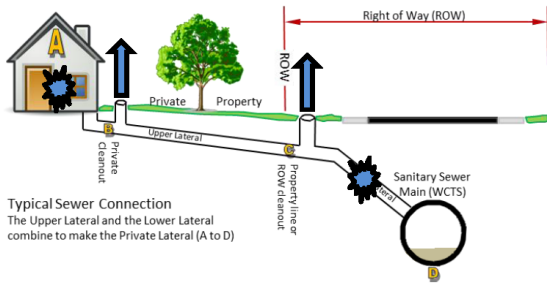 Right of Way (ROW)
A
ROW
Private Property
B
Upper Lateral
Private
Cleanout
C
Property line or
ROW cleanout
Sanitary Sewer
Main (WCTS)
Typical Sewer Connection
The Upper Lateral and the Lower Lateral
combine to make the Private Lateral (A to D)
D